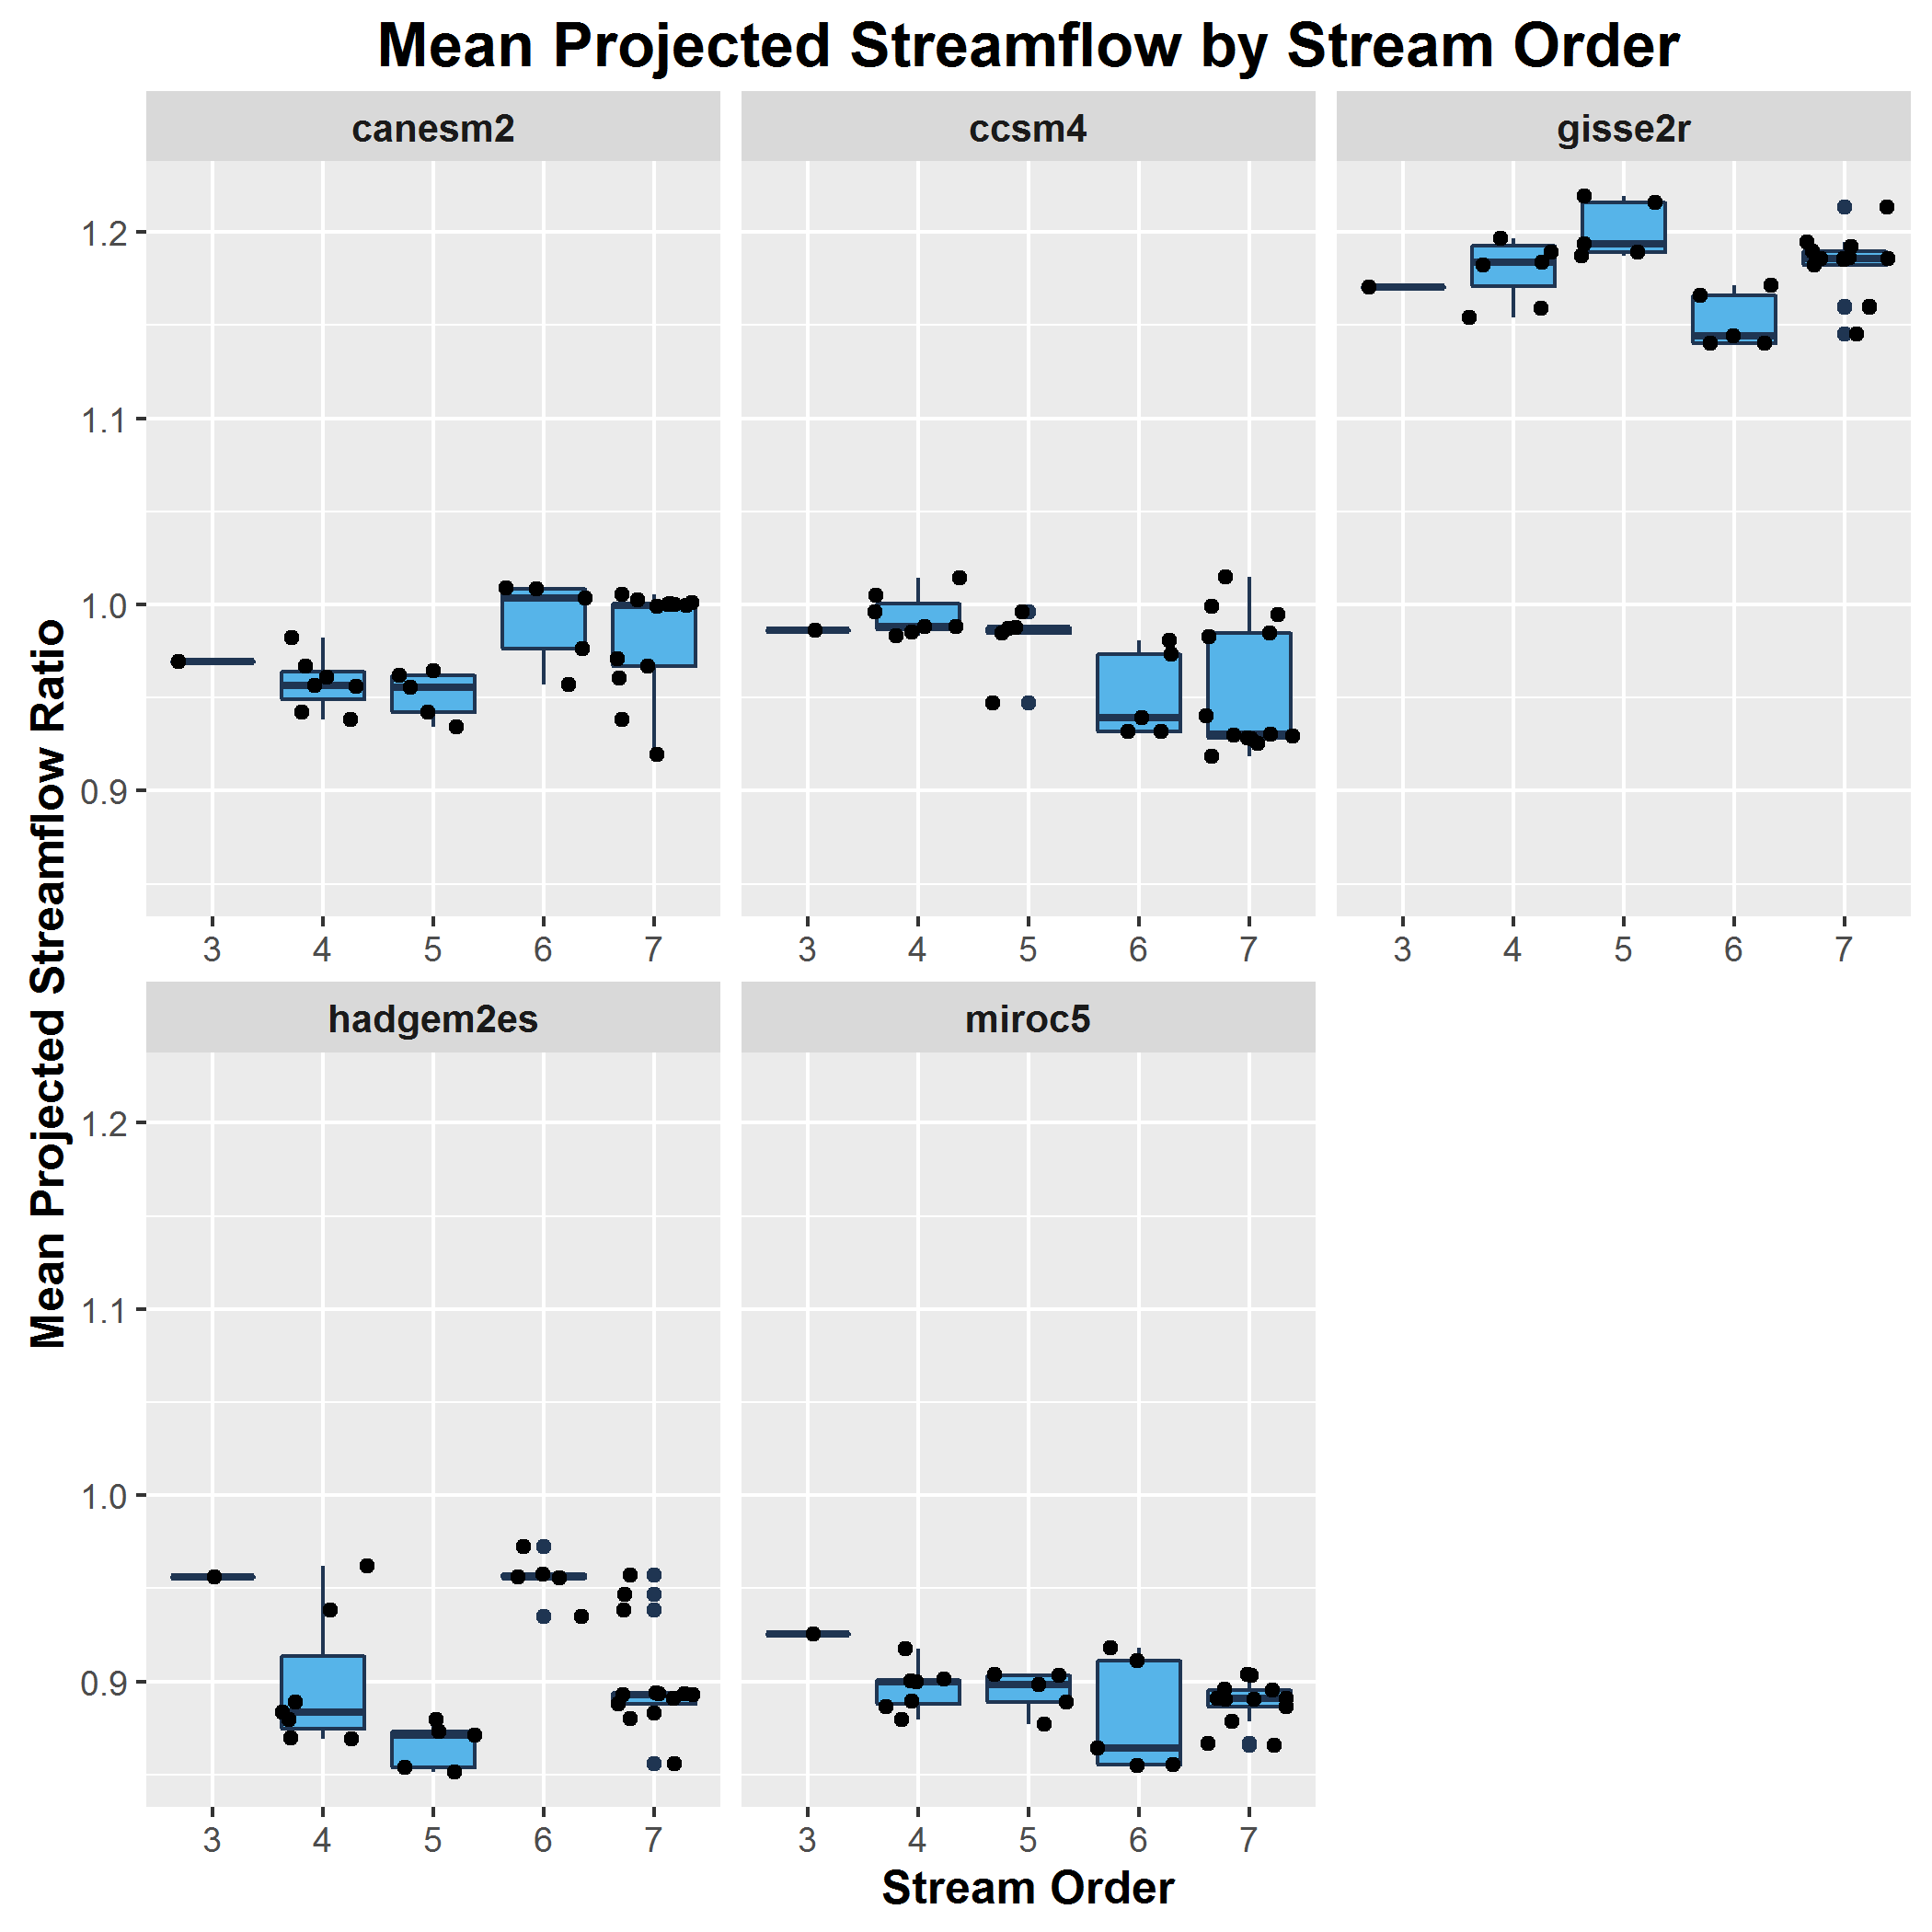 Mean Projected Streamflow by Stream Order
canesm2
ccsm4
gisse2r
1.2
1.1
1.0
0.9
3 4 5 6 7
3 4 5 6 7
3 4 5 6 7
Mean Projected Streamflow Ratio
hadgem2es
miroc5
1.2
1.1
1.0
0.9
3 4 5 6 7
3 4 5 6 7
Stream Order